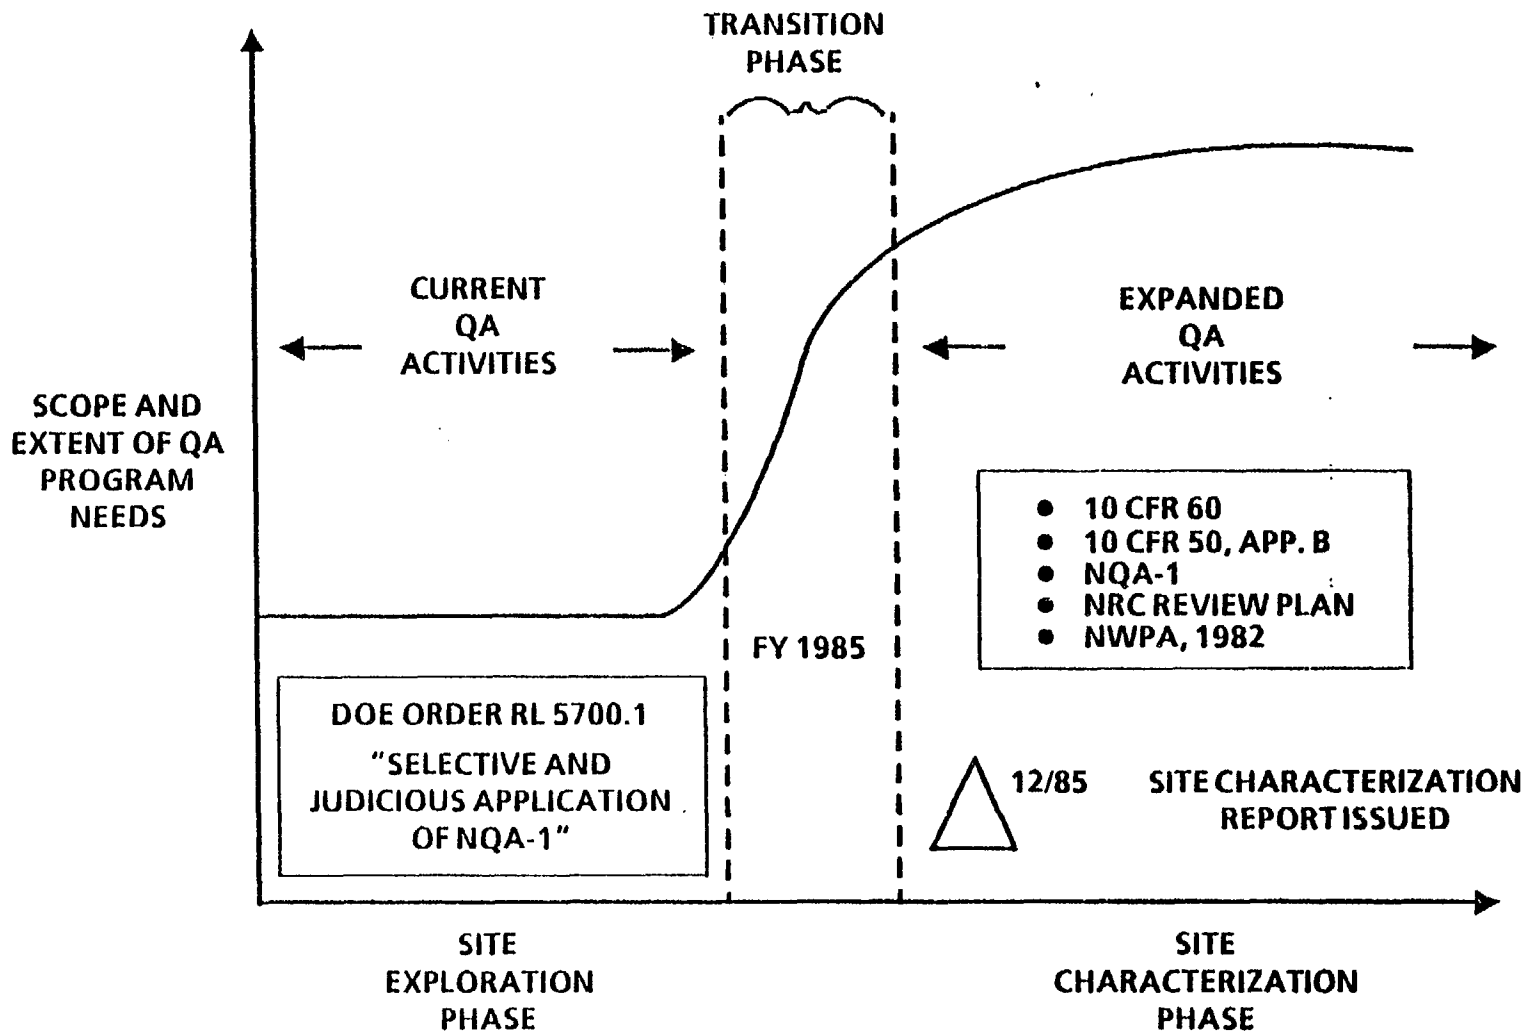 TRANSITION
PHASE
CURRENT
QA
ACTIVITIES
EXPANDED
QA
ACTIVITIES
SCOPE AND
EXTENT OF QA
PROGRAM
NEEDS
● 10 CFR 60
● 10 CFR 50, APP. B
● NQA-1
● NRC REVIEW PLAN
● NWPA, 1982
FY 1985
DOE ORDER RL 5700.1
"SELECTIVE AND
JUDICIOUS APPLICATION
OF NQA-1"
12/85 SITE CHARACTERIZATION
REPORT ISSUED
SITE
EXPLORATION
PHASE
SITE
CHARACTERIZATION
PHASE